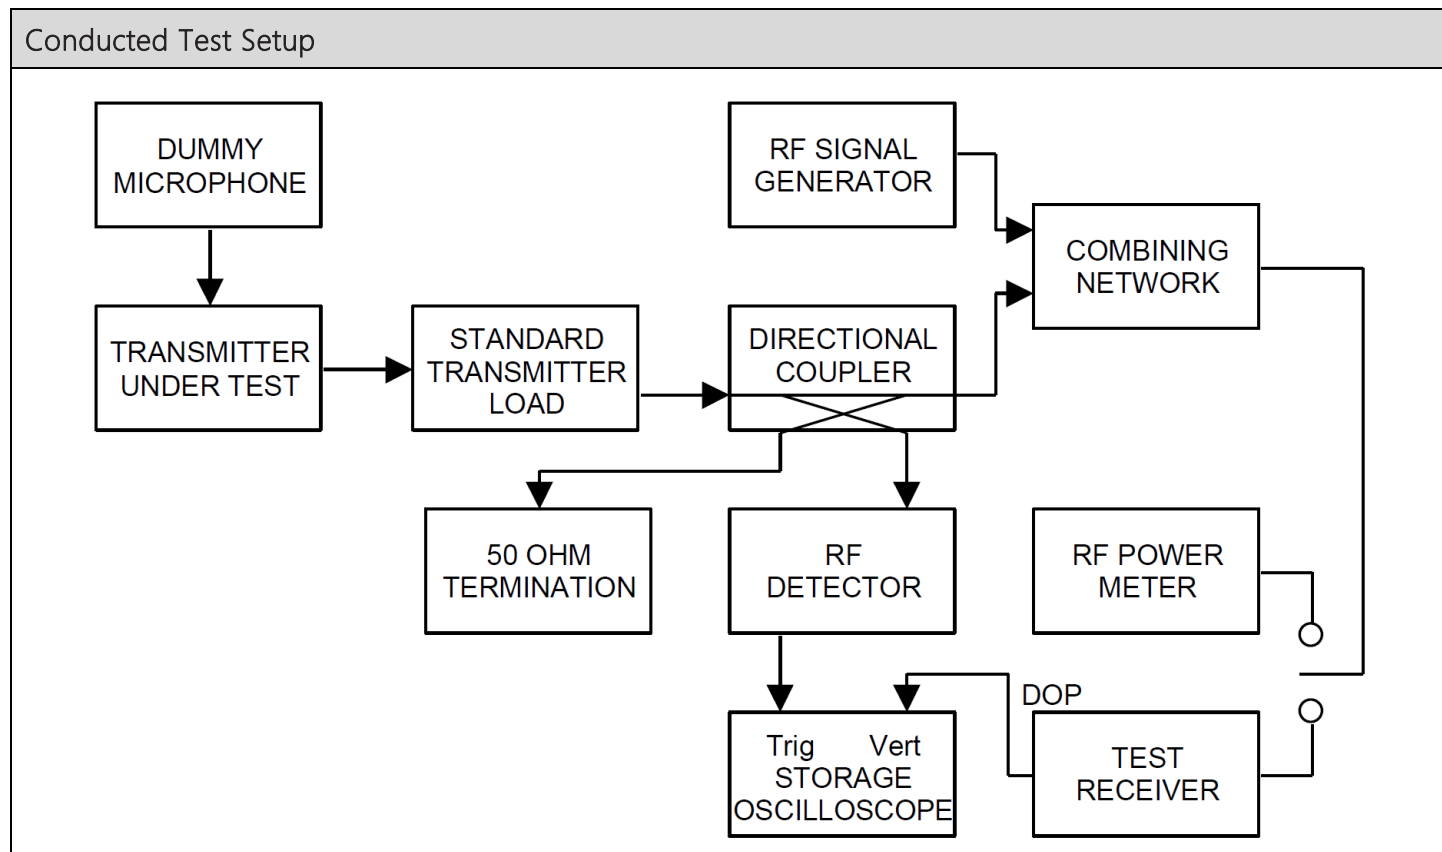 Conducted Test Setup
DUMMY
MICROPHONE
RF SIGNAL
GENERATOR
COMBINING
NETWORK
TRANSMITTER
UNDER TEST
STANDARD
TRANSMITTER
LOAD
DIRECTIONAL
COUPLER
50 OHM
TERMINATION
RF
DETECTOR
RF POWER
METER
DOP
Trig Vert
STORAGE
OSCILLOSCOPE
TEST
RECEIVER